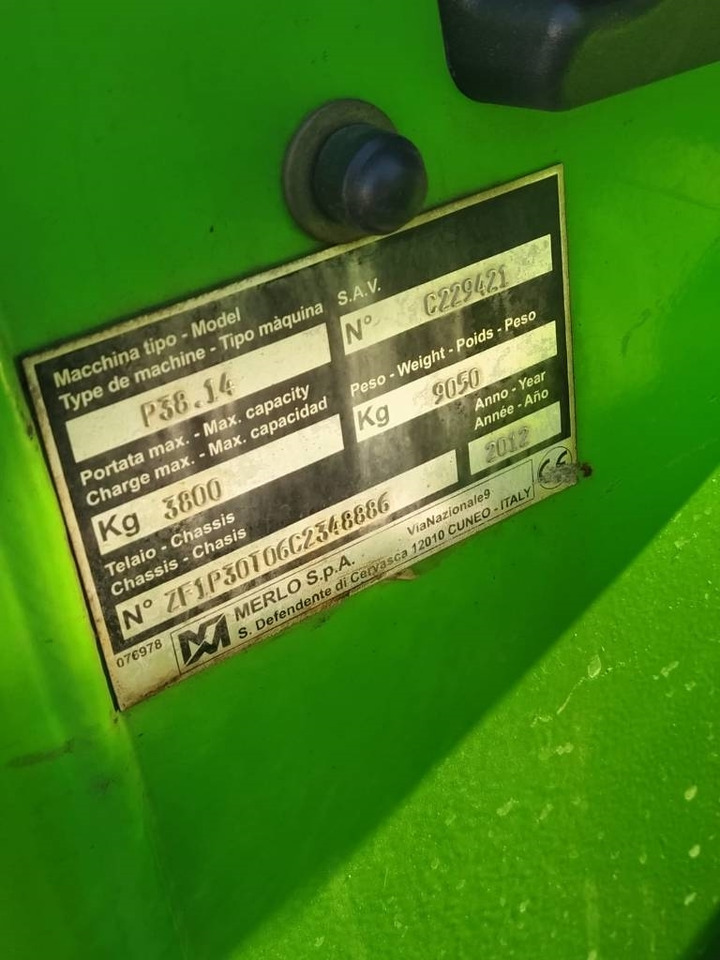 Macchina tipo - Model
Type de machine - Tipo màquina
P38.14
S.A.V.
N° C229421
Portata max. - Max. capacity
Charge max. - Max. capacidad
Kg 3800
Peso - Weight - Poids - Peso
Kg 9050
Anno - Year
Année - Año
2012
Telaio - Chassis
Chassis - Chasis
N° ZF1P30T06C2348886
CE
076978
MERLO S.p.A.
ViaNazionale9
S. Defendente di Cervasca 12010 CUNEO - ITALY